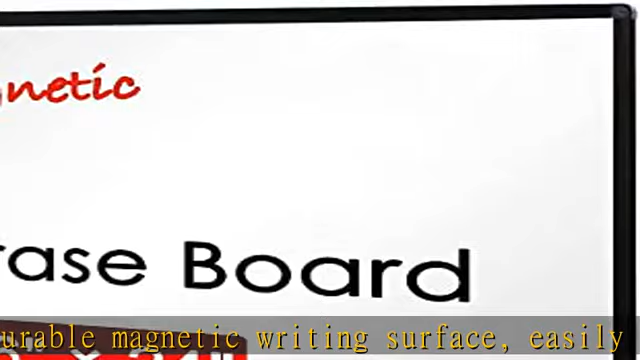 netic
rase Board
urable magnetic writing surface, easily